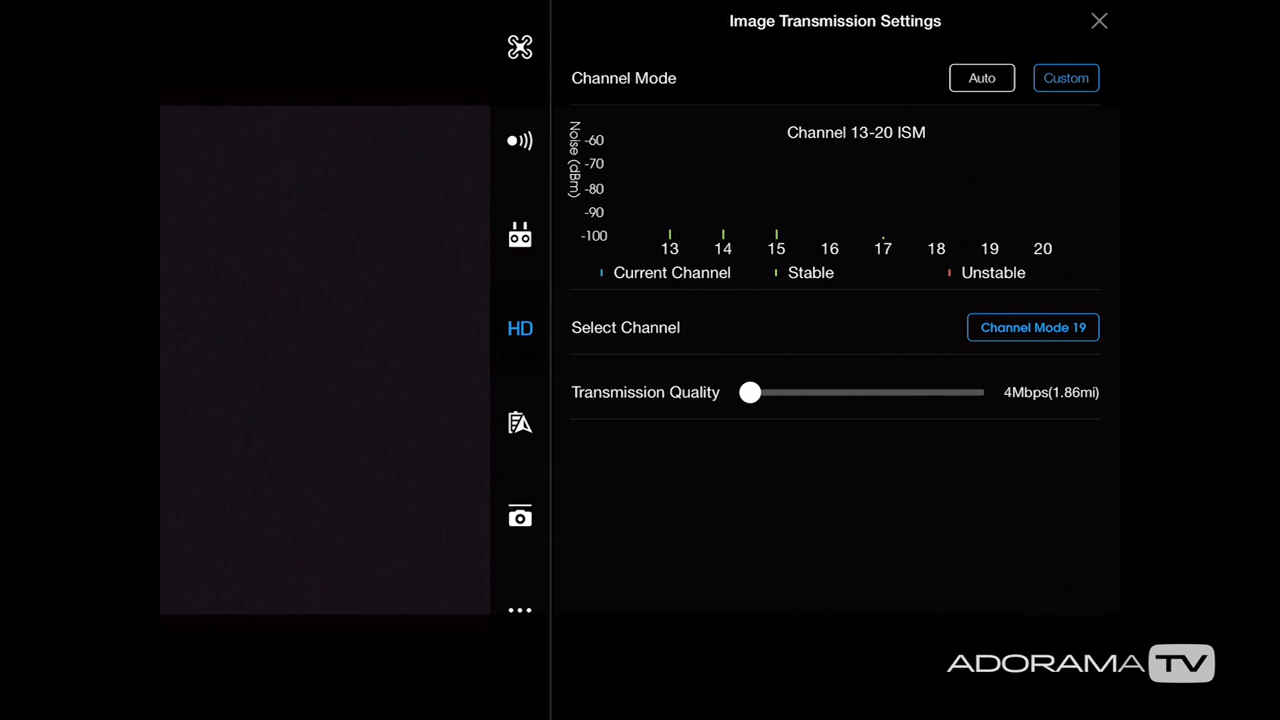 Image Transmission Settings
Channel Mode
Auto
Custom
Channel 13-20 ISM
Noise (dBm)
-60
-70
-80
-90
-100
13 14 15 16 17 18 19 20
Current Channel
Stable
Unstable
HD
Select Channel
Channel Mode 19
Transmission Quality
4Mbps(1.86mi)
ADORAMA TV